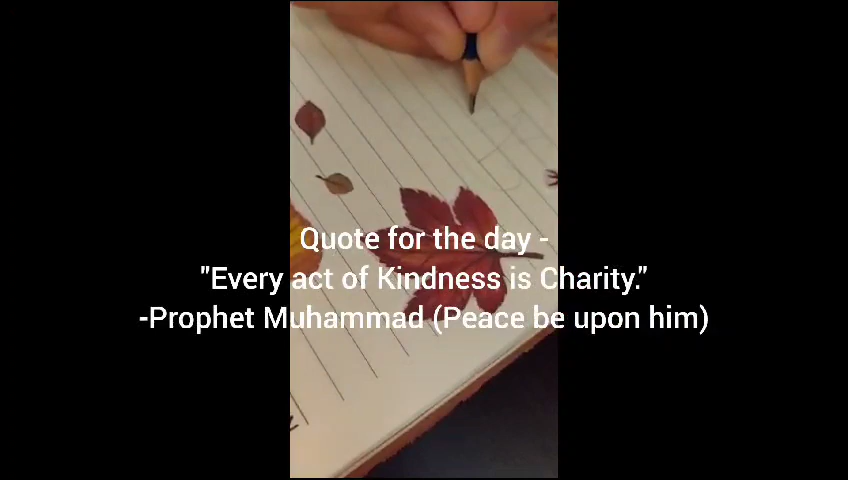 Quote for the day -
"Every act of Kindness is Charity."
-Prophet Muhammad (Peace be upon him)